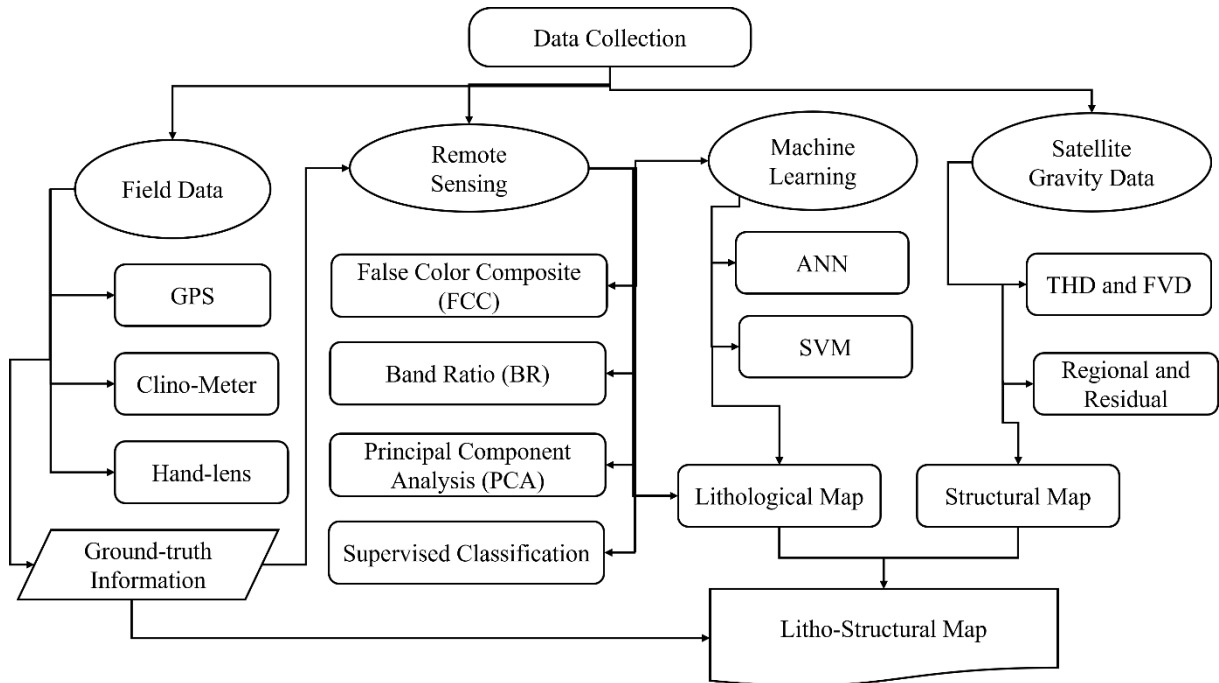 Data Collection
Field Data
Remote
Sensing
Machine
Learning
Satellite
Gravity Data
GPS
Clino-Meter
Hand-lens
Ground-truth
Information
False Color Composite
(FCC)
Band Ratio (BR)
Principal Component
Analysis (PCA)
Supervised Classification
ANN
SVM
Lithological Map
THD and FVD
Regional and
Residual
Structural Map
Litho-Structural Map